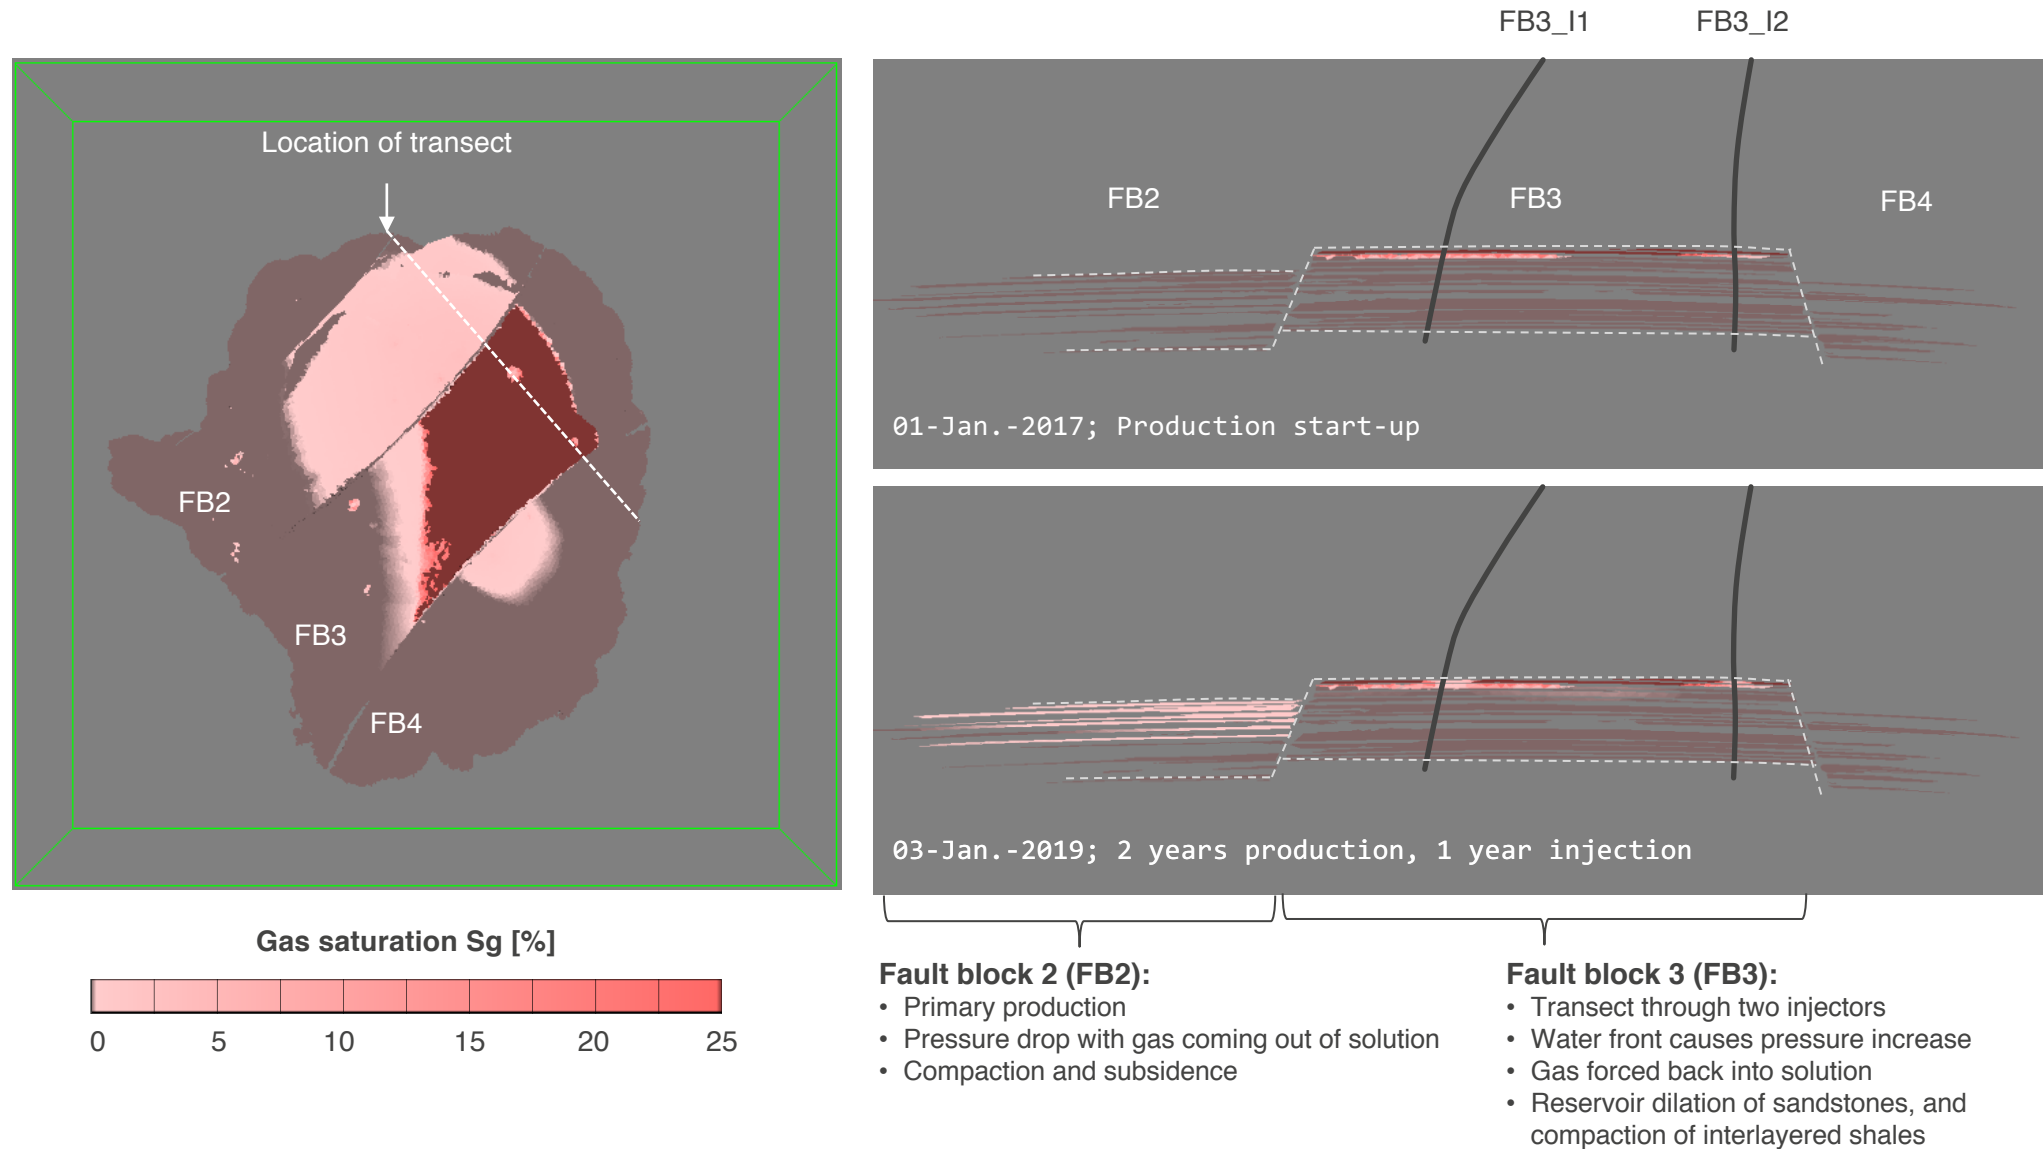 FB3_I1
FB3_I2
Location of transect
FB2
FB3
FB4
FB2
FB3
FB4
01-Jan.-2017; Production start-up
03-Jan.-2019; 2 years production, 1 year injection
Gas saturation Sg [%]
0 5 10 15 20 25
Fault block 2 (FB2):
• Primary production
• Pressure drop with gas coming out of solution
• Compaction and subsidence
Fault block 3 (FB3):
• Transect through two injectors
• Water front causes pressure increase
• Gas forced back into solution
• Reservoir dilation of sandstones, and
compaction of interlayered shales